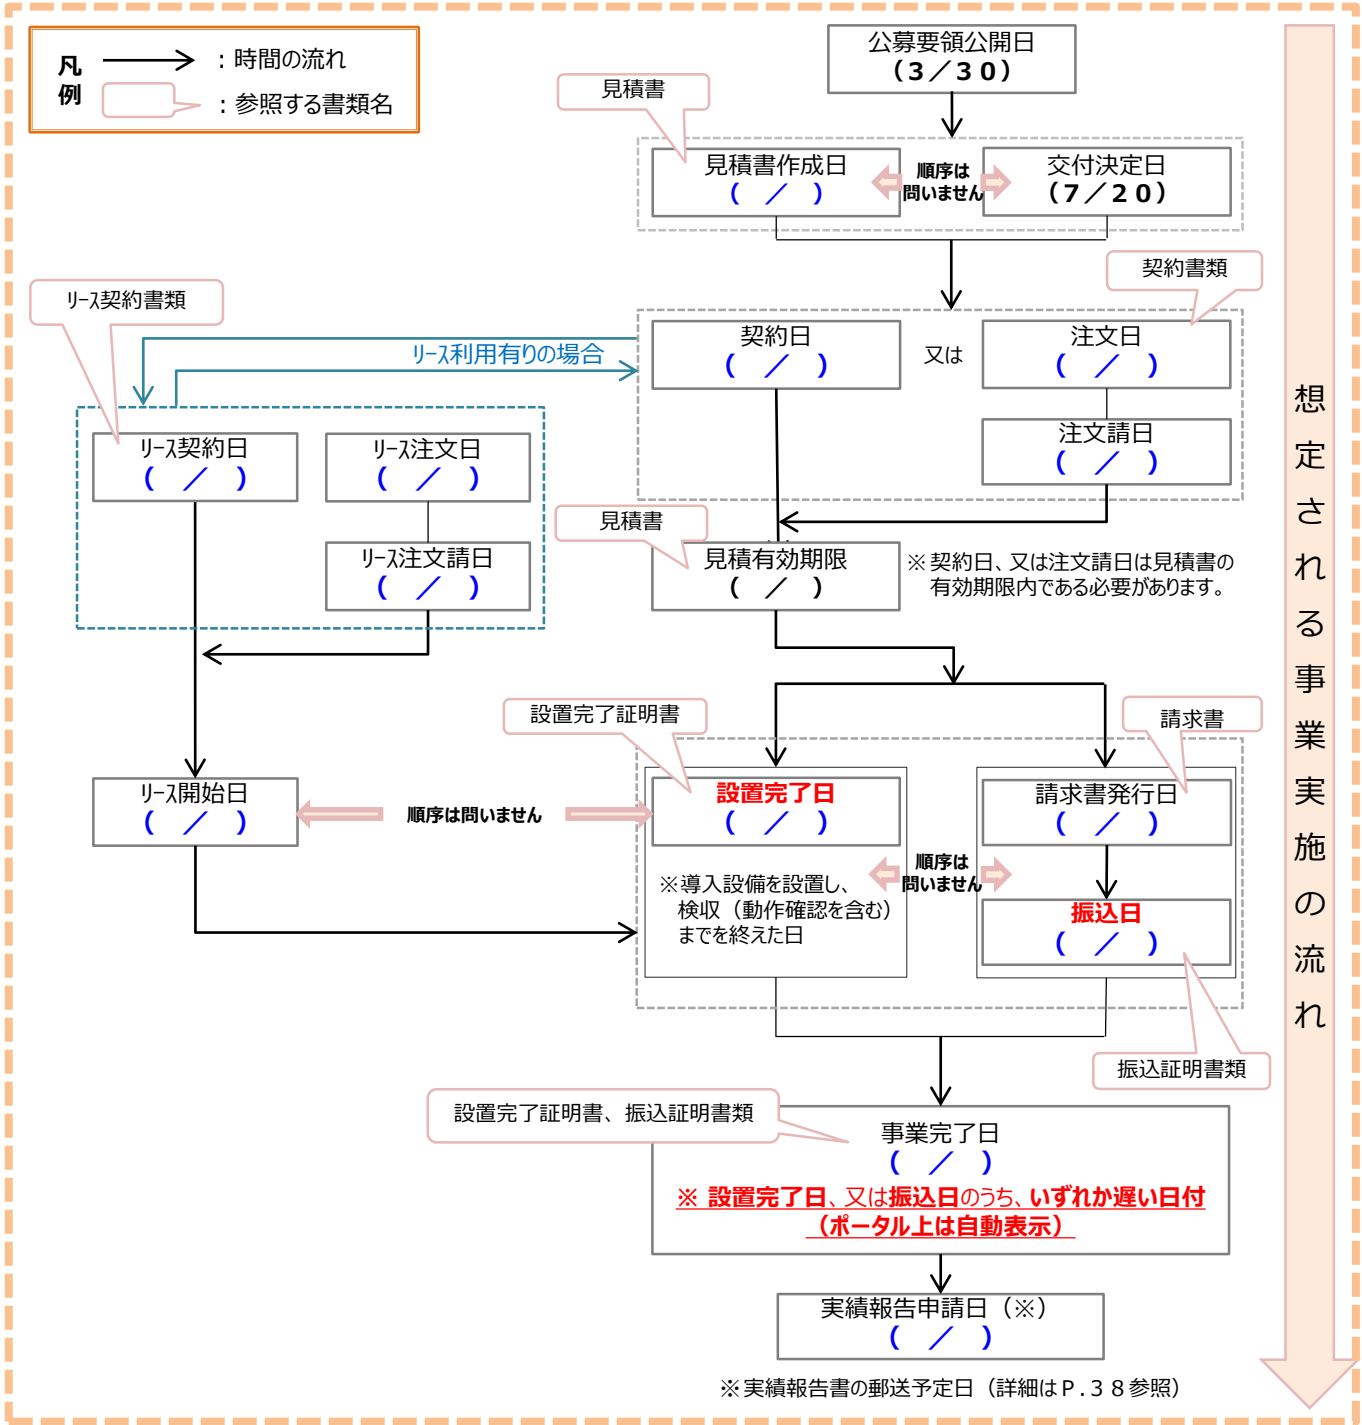 凡例
：時間の流れ
：参照する書類名
公募要領公開日
（３／３０）
見積書
見積書作成日
（　／　）
順序は
問いません
交付決定日
（７／２０）
契約書類
リース契約書類
リース利用有りの場合
契約日
（　／　）
又は
注文日
（　／　）
注文請日
（　／　）
リース契約日
（　／　）
リース注文日
（　／　）
リース注文請日
（　／　）
見積書
見積有効期限
（　／　）
※契約日、又は注文請日は見積書の
有効期限内である必要があります。
設置完了証明書
請求書
リース開始日
（　／　）
順序は問いません
設置完了日
（　／　）
※導入設備を設置し、
検収（動作確認を含む）
までを終えた日
順序は
問いません
請求書発行日
（　／　）
振込日
（　／　）
振込証明書類
設置完了証明書、振込証明書類
事業完了日
（　／　）
※ 設置完了日、又は振込日のうち、いずれか遅い日付
（ポータル上は自動表示）
実績報告申請日（※）
（　／　）
※実績報告書の郵送予定日（詳細はＰ.３８参照）
想定される事業実施の流れ